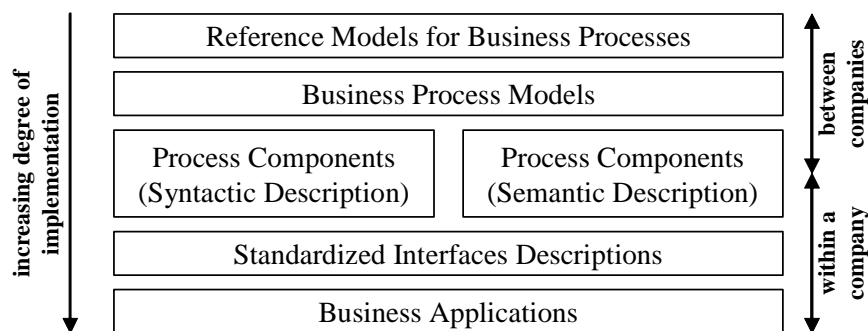 Reference Models for Business Processes
Business Process Models
Process Components
(Syntactic Description)
Process Components
(Semantic Description)
Standardized Interfaces Descriptions
Business Applications
increasing degree of
implementation
between
companies
within a
company